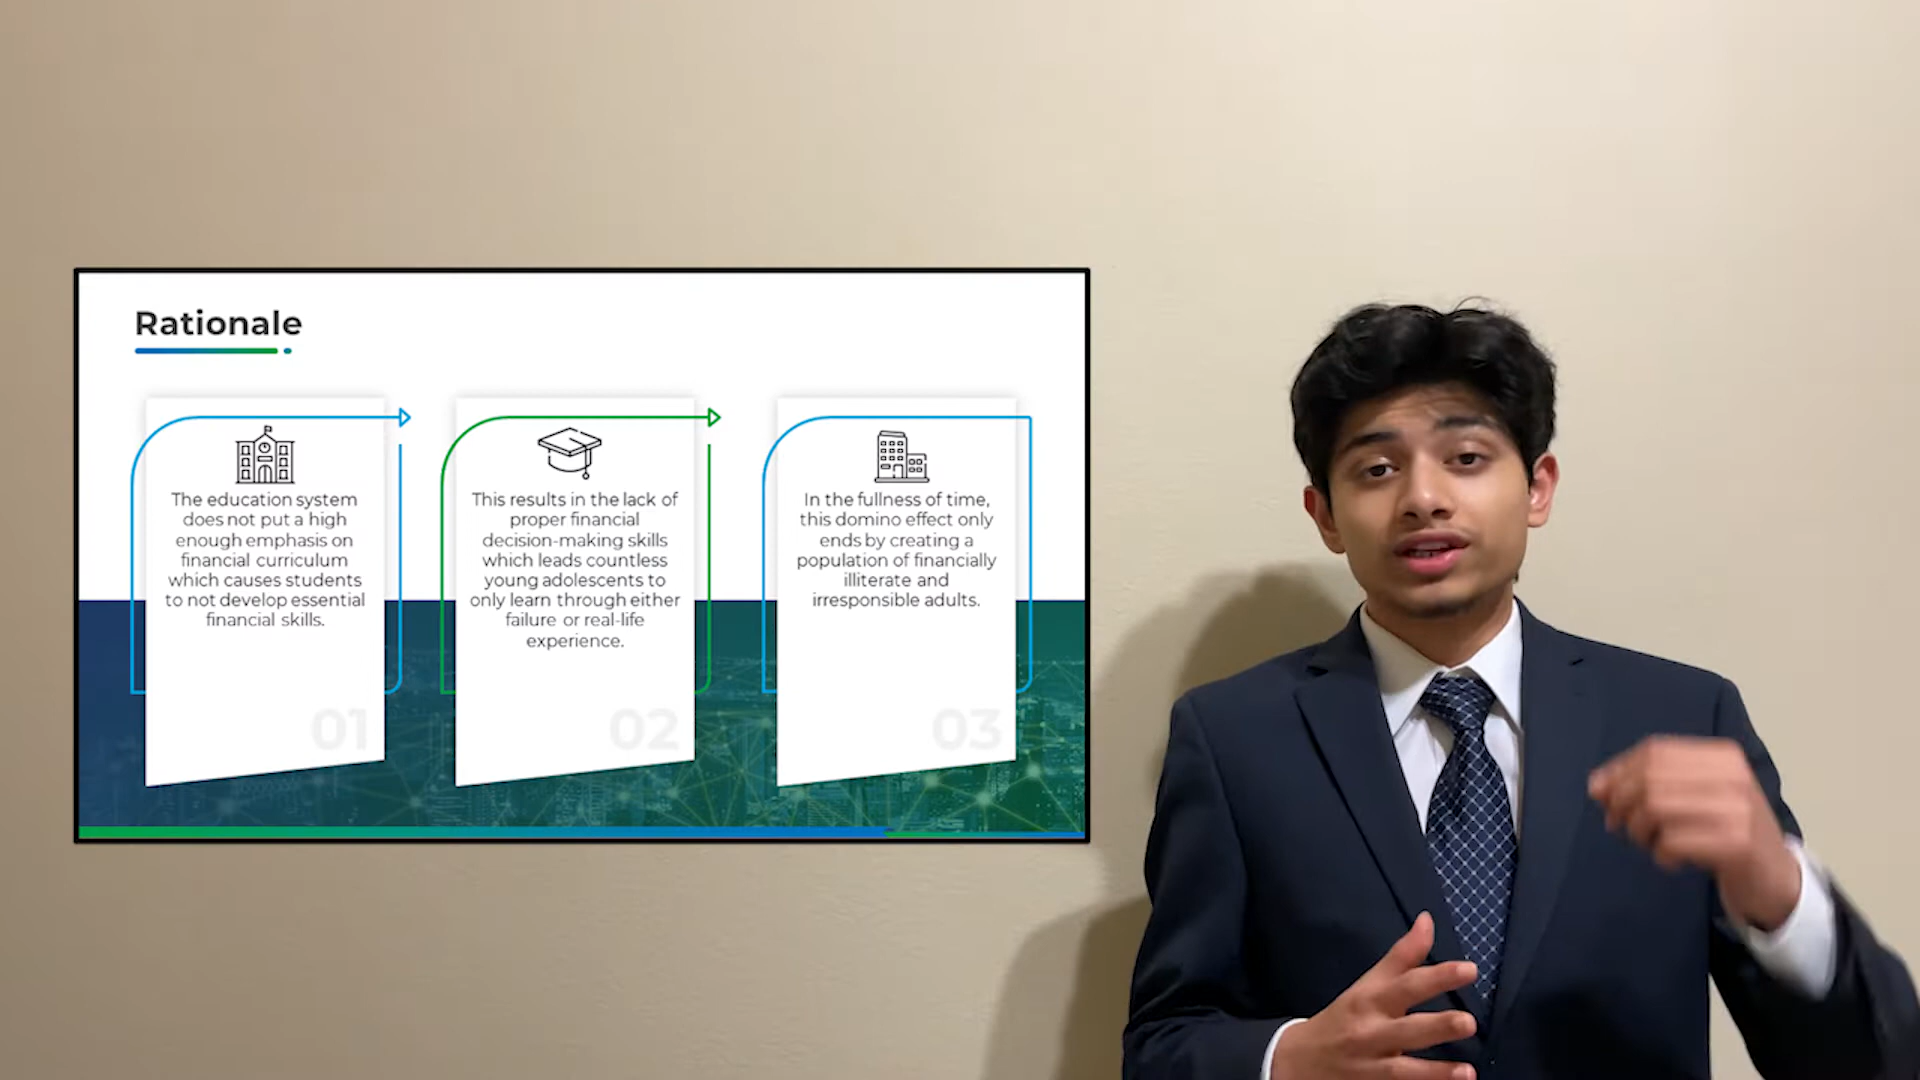 Rationale
The education system
does not put a high
enough emphasis on
financial curriculum
which causes students
to not develop essential
financial skills.
01
This results in the lack of
proper financial
decision-making skills
which leads countless
young adolescents to
only learn through either
failure or real-life
experience.
02
In the fullness of time,
this domino effect only
ends by creating a
population of financially
illiterate and
irresponsible adults.
03